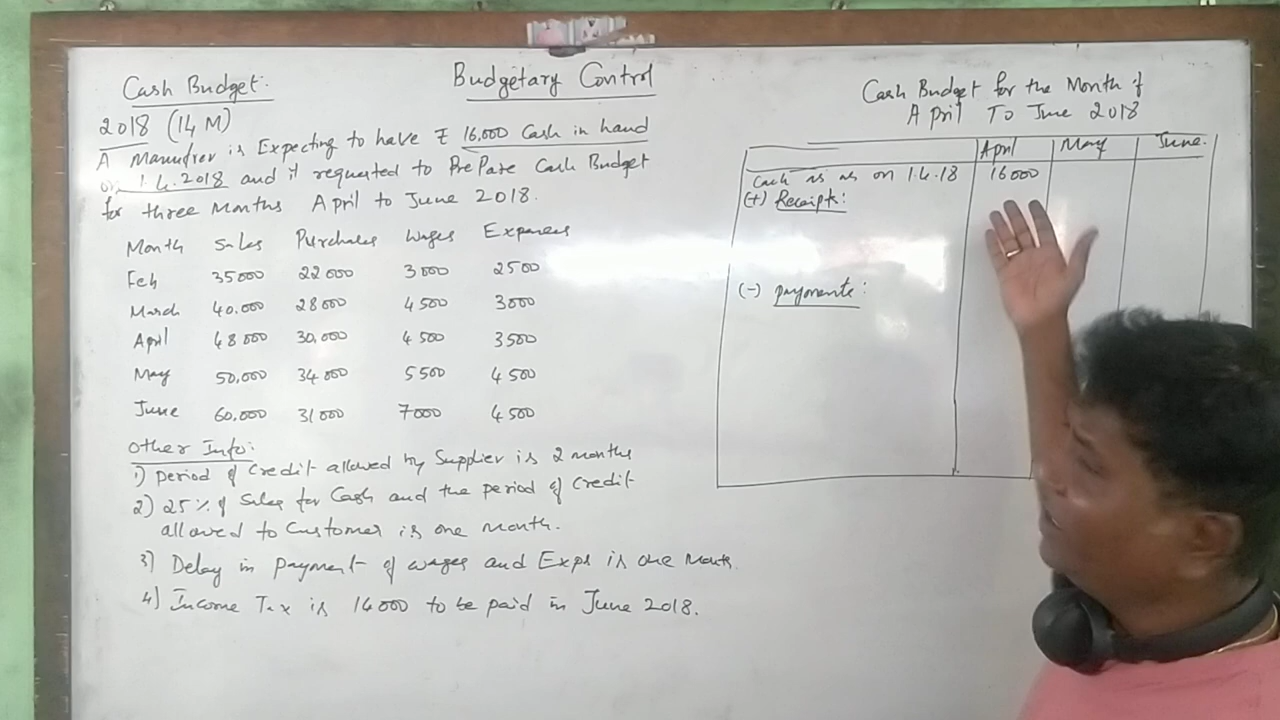 Budgetary Control
Cash Budget:
2018 (14 M)
A Manufrer is Expecting to have ₹ 16,000 Cash in hand
on 1.4.2018 and it requested to PrePare Cash Budget
for three Months April to June 2018.
Month Sales Purchales Wages Expenses
Feb 35000 22000 3000 2500
March 40.000 28000 4500 3000
April 48000 30,000 4500 3500
May 50,000 34000 5500 4500
June 60,000 31000 7000 4500
Other Info:
1) Period of Credit allowed by Supplier is 2 months
2) 25% of Sales for Cash and the period of Credit
allowed to Customer is one month.
3) Delay in payment of wages and Exps is one Month.
4) Income Tax is 14000 to be paid in June 2018.
Cash Budget for the Month of
April To June 2018
April May June.
Cash as as on 1.4.18 16000
(+) Receipts:
(-) payments: